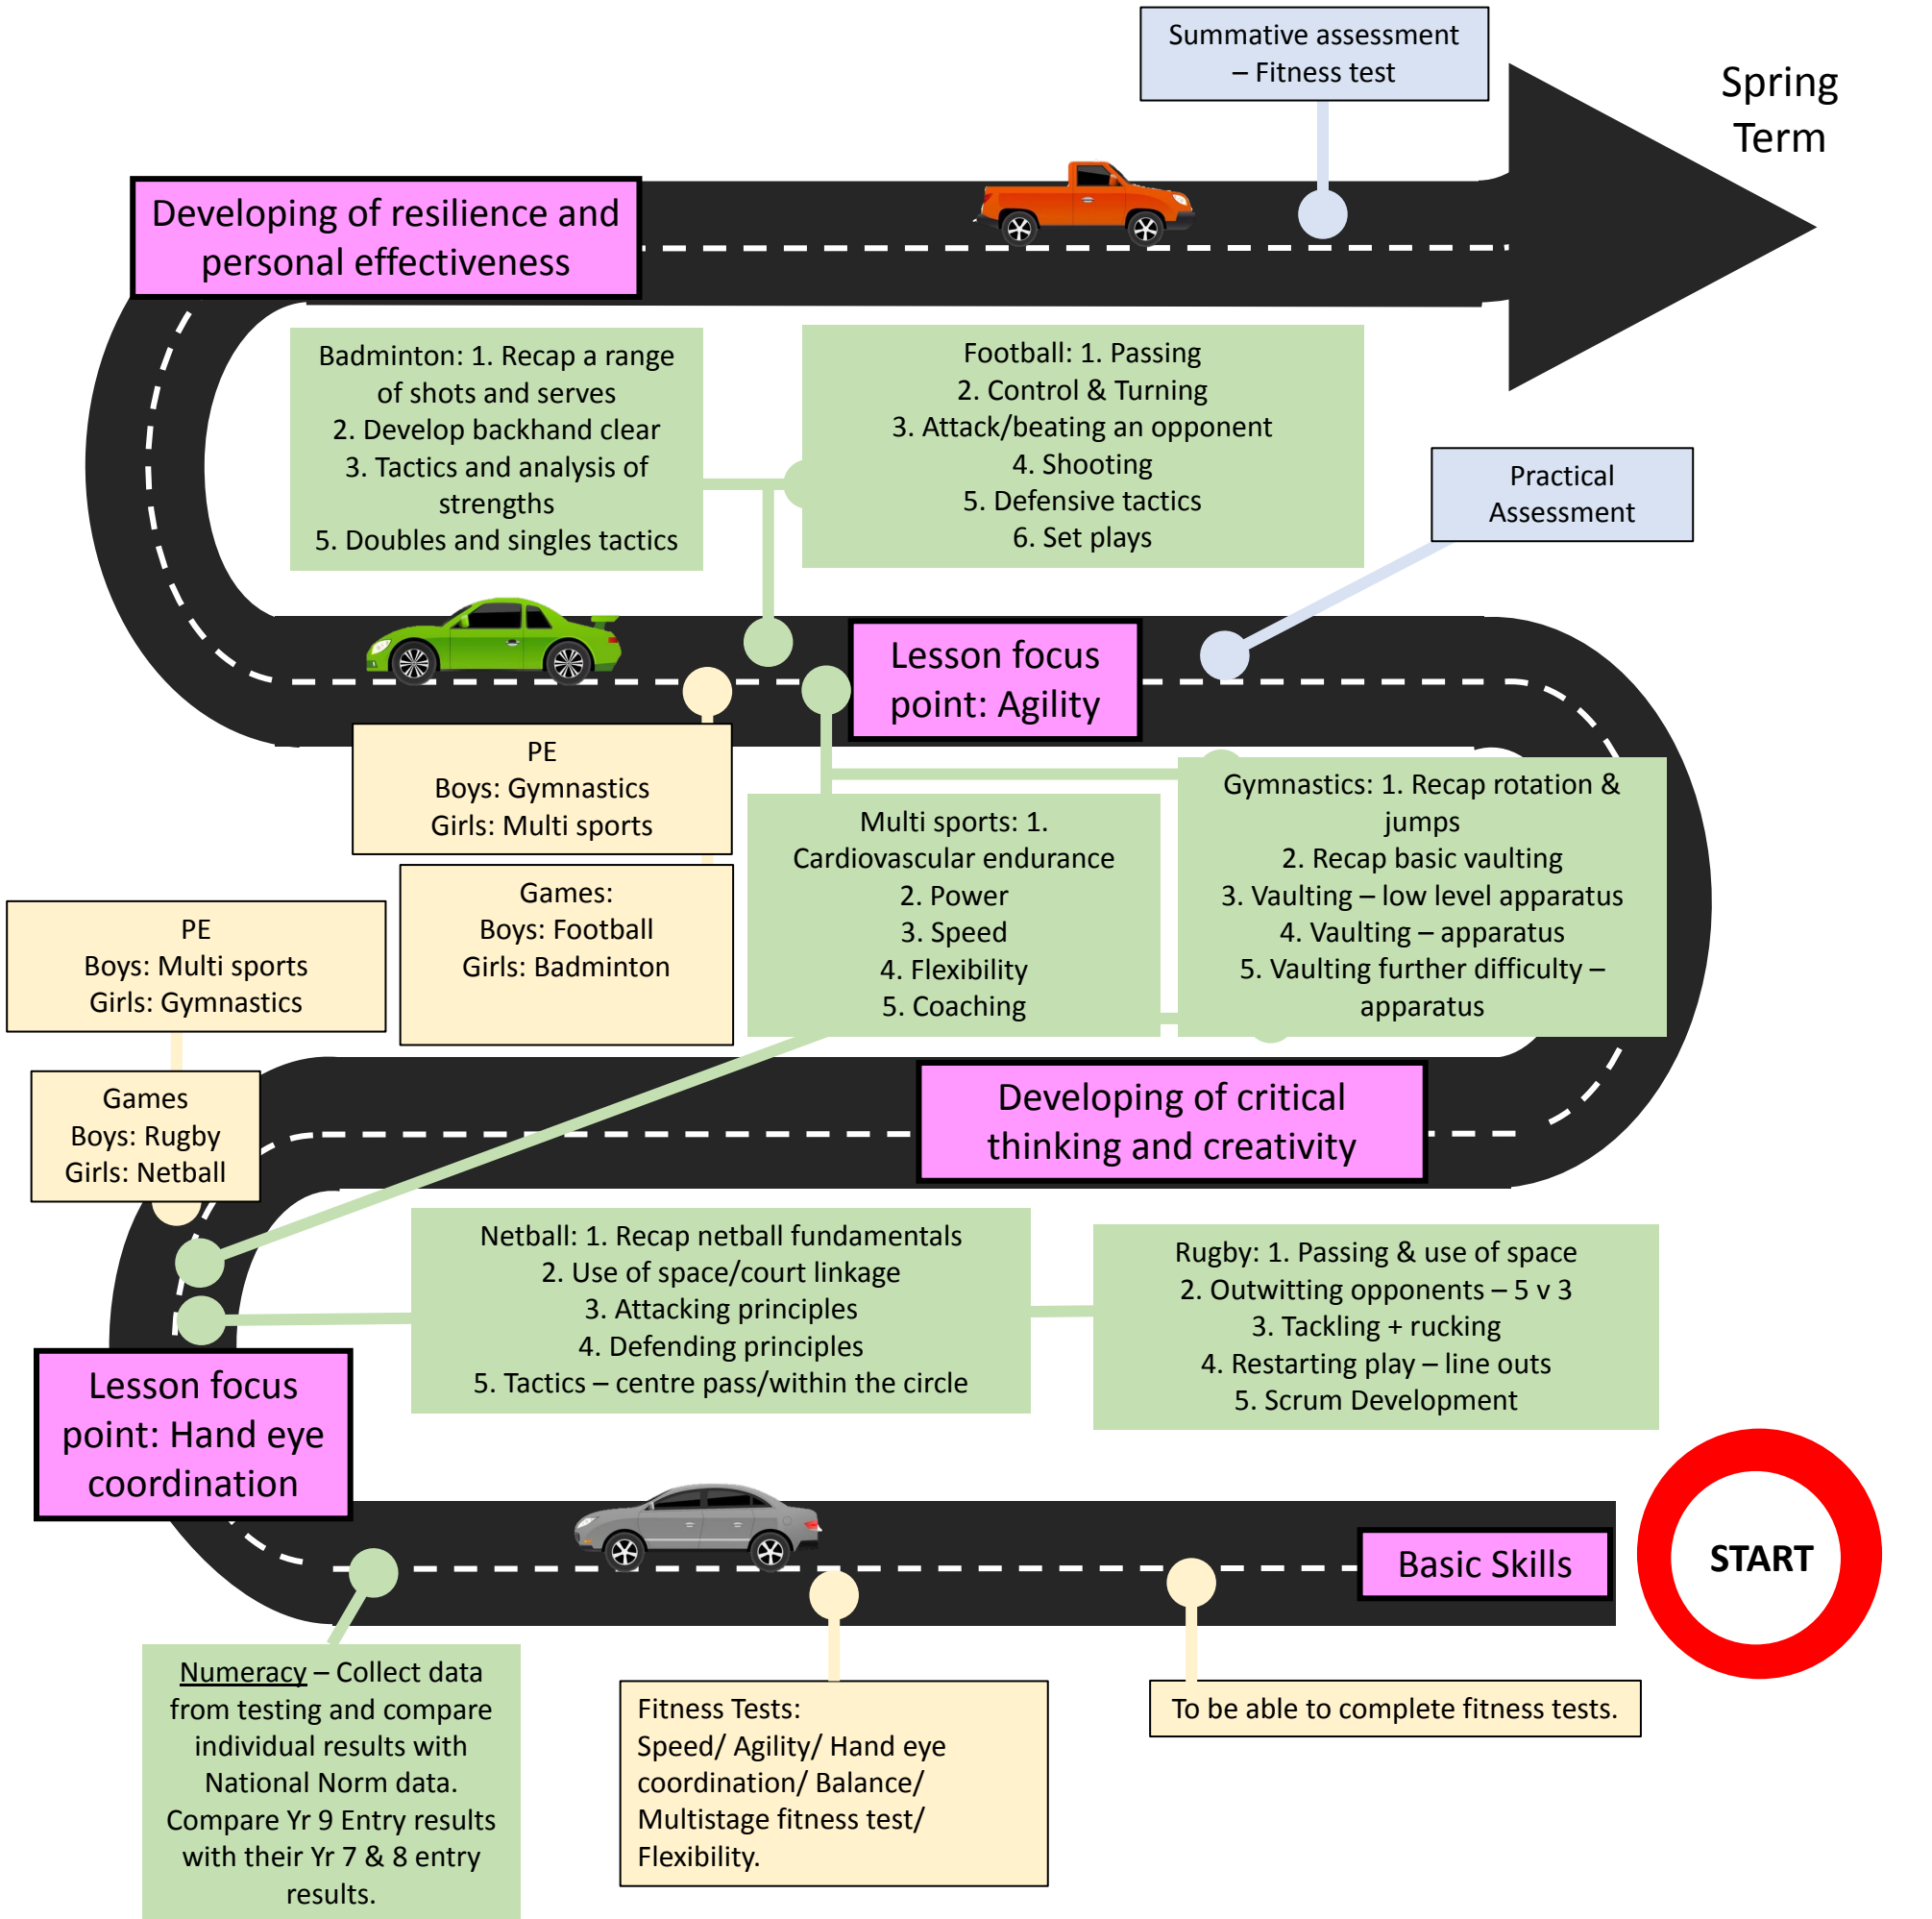 Summative assessment
– Fitness test
Spring
Term
Developing of resilience and
personal effectiveness
Badminton: 1. Recap a range
of shots and serves
2. Develop backhand clear
3. Tactics and analysis of
strengths
5. Doubles and singles tactics
Football: 1. Passing
2. Control & Turning
3. Attack/beating an opponent
4. Shooting
5. Defensive tactics
6. Set plays
Practical
Assessment
Lesson focus
point: Agility
PE
Boys: Gymnastics
Girls: Multi sports
Games:
Boys: Football
Girls: Badminton
Multi sports: 1.
Cardiovascular endurance
2. Power
3. Speed
4. Flexibility
5. Coaching
Gymnastics: 1. Recap rotation &
jumps
2. Recap basic vaulting
3. Vaulting – low level apparatus
4. Vaulting – apparatus
5. Vaulting further difficulty –
apparatus
PE
Boys: Multi sports
Girls: Gymnastics
Games
Boys: Rugby
Girls: Netball
Developing of critical
thinking and creativity
Netball: 1. Recap netball fundamentals
2. Use of space/court linkage
3. Attacking principles
4. Defending principles
5. Tactics – centre pass/within the circle
Rugby: 1. Passing & use of space
2. Outwitting opponents – 5 v 3
3. Tackling + rucking
4. Restarting play – line outs
5. Scrum Development
Lesson focus
point: Hand eye
coordination
Basic Skills
START
Numeracy – Collect data
from testing and compare
individual results with
National Norm data.
Compare Yr 9 Entry results
with their Yr 7 & 8 entry
results.
Fitness Tests:
Speed/ Agility/ Hand eye
coordination/ Balance/
Multistage fitness test/
Flexibility.
To be able to complete fitness tests.